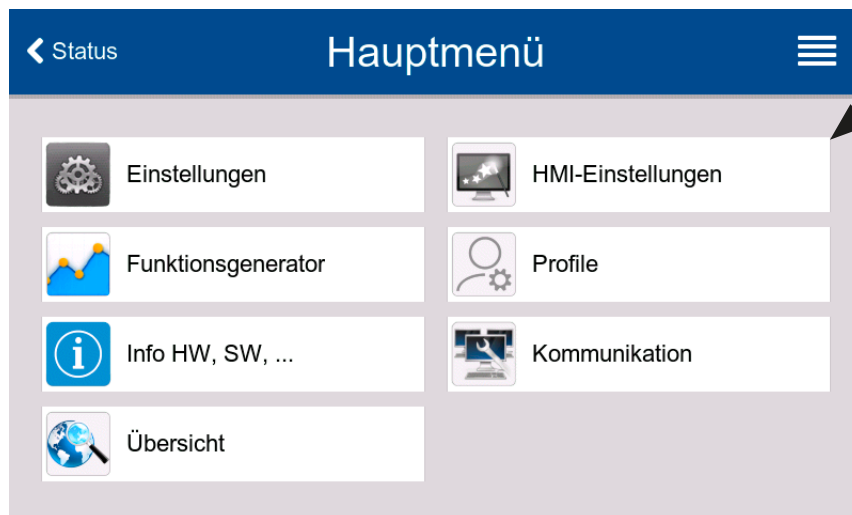 Status
Hauptmenü
Einstellungen
HMI-Einstellungen
Funktionsgenerator
Profile
Info HW, SW, ...
Kommunikation
Übersicht